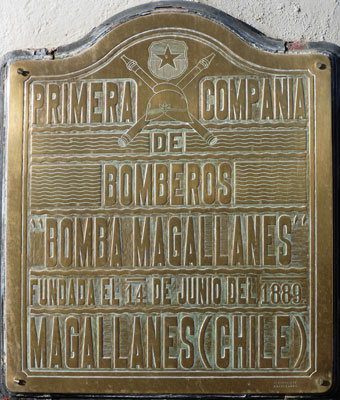 PRIMERA COMPAÑIA
DE
BOMBEROS
"BOMBA MAGALLANES"
FUNDADA EL 14 DE JUNIO DEL 1889.
MAGALLANES (CHILE)